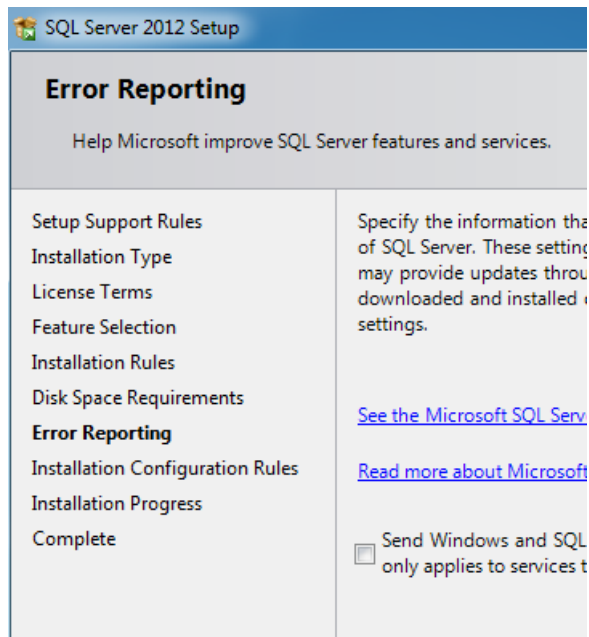 SQL Server 2012 Setup
Error Reporting
Help Microsoft improve SQL Server features and services.
Setup Support Rules
Installation Type
License Terms
Feature Selection
Installation Rules
Disk Space Requirements
Error Reporting
Installation Configuration Rules
Installation Progress
Complete
Specify the information tha
of SQL Server. These setting
may provide updates throu
downloaded and installed
settings.
See the Microsoft SQL Serv
Read more about Microsoft
Send Windows and SQL
only applies to services t